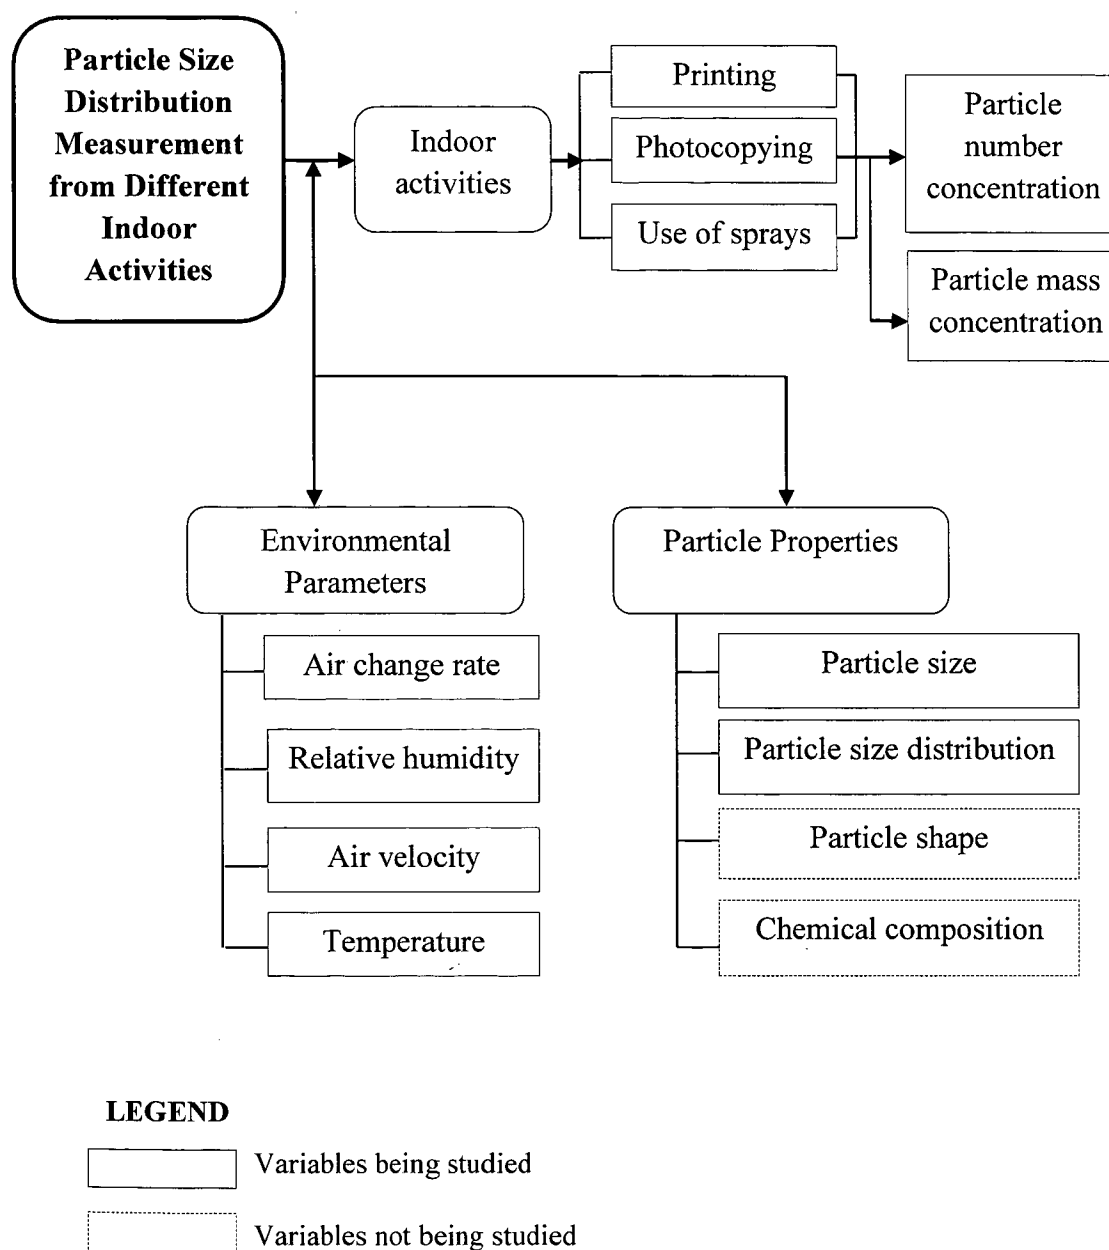 Particle Size
Distribution
Measurement
from Different
Indoor
Activities
Indoor
activities
Printing
Photocopying
Use of sprays
Particle
number
concentration
Particle mass
concentration
Environmental
Parameters
Air change rate
Relative humidity
Air velocity
Temperature
Particle Properties
Particle size
Particle size distribution
Particle shape
Chemical composition
LEGEND
Variables being studied
Variables not being studied